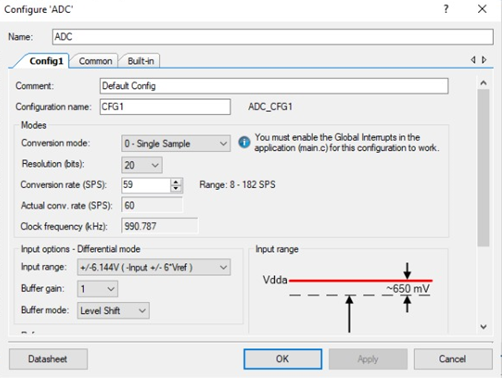 Configure 'ADC'
Name: ADC
Config1 Common Built-in
Comment: Default Config
Configuration name: CFG1 ADC_CFG1
Modes
Conversion mode: 0 - Single Sample
You must enable the Global Interrupts in the
application (main.c) for this configuration to work.
Resolution (bits): 20
Conversion rate (SPS): 59 Range: 8 - 182 SPS
Actual conv. rate (SPS): 60
Clock frequency (kHz): 990.787
Input options - Differential mode
Input range: +/-6.144V ( -Input +/- 6*Vref )
Buffer gain: 1
Buffer mode: Level Shift
Input range
Vdda
~650 mV
Datasheet OK Apply Cancel